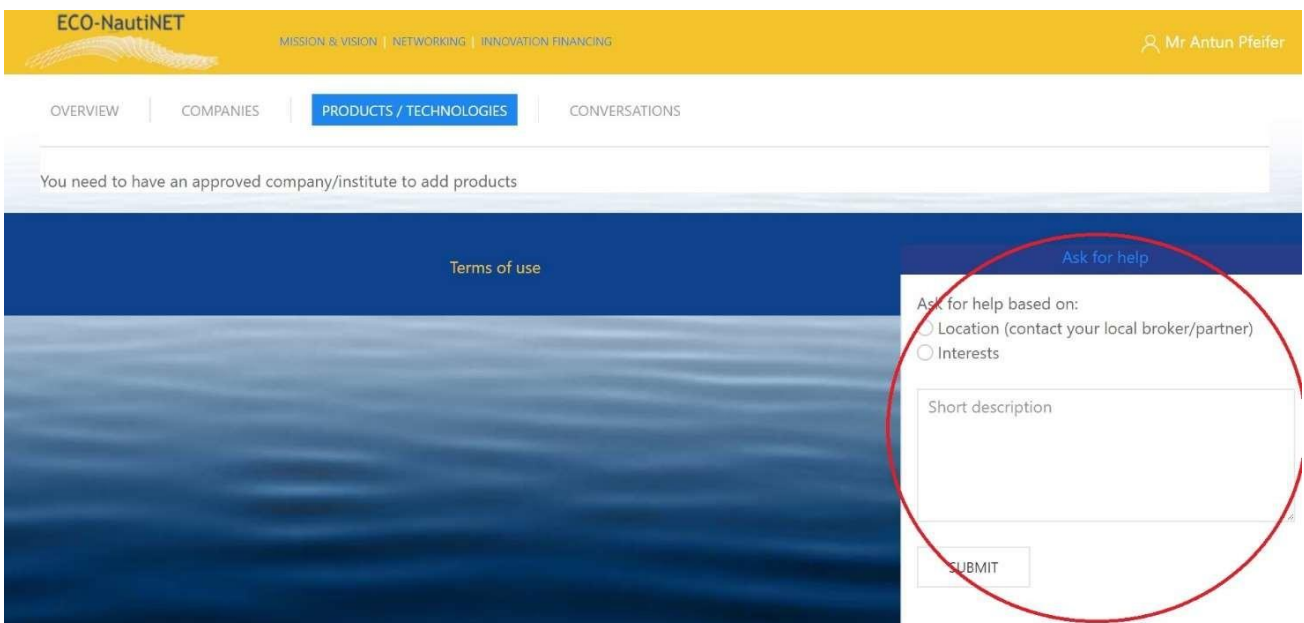 ECO-NautiNET
MISSION & VISION | NETWORKING | INNOVATION FINANCING
Mr Antun Pfeifer
OVERVIEW
COMPANIES
PRODUCTS / TECHNOLOGIES
CONVERSATIONS
You need to have an approved company/institute to add products
Terms of use
Ask for help
Ask for help based on:
Location (contact your local broker/partner)
Interests
Short description
SUBMIT